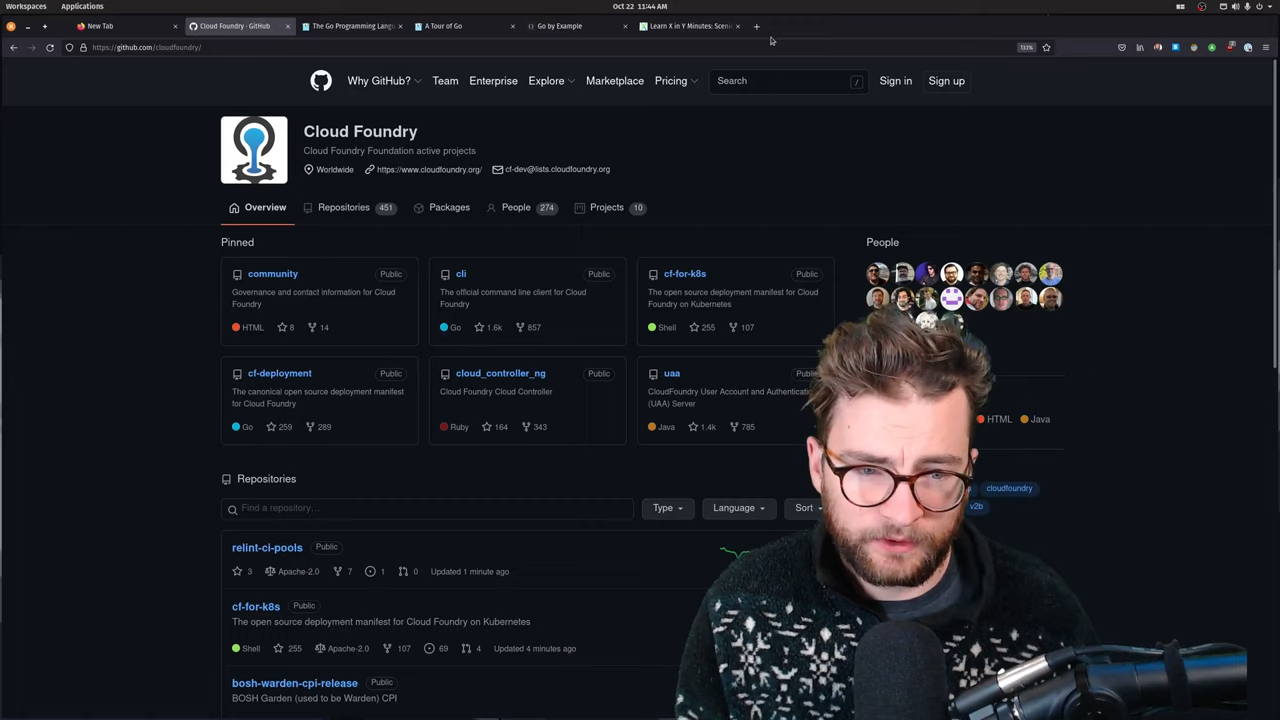 Workspaces Applications Oct 22 11:44 AM
New Tab Cloud Foundry · GitHub The Go Programming Lang A Tour of Go Go by Example Learn X in Y Minutes: Scen
https://github.com/cloudfoundry/ 133%
Why GitHub? Team Enterprise Explore Marketplace Pricing Search / Sign in Sign up
Cloud Foundry
Cloud Foundry Foundation active projects
Worldwide https://www.cloudfoundry.org/ cf-dev@lists.cloudfoundry.org
Overview Repositories 451 Packages People 274 Projects 10
Pinned
People
community Public
Governance and contact information for Cloud
Foundry
HTML 8 14
cli Public
The official command line client for Cloud
Foundry
Go 1.6k 857
cf-for-k8s Public
The open source deployment manifest for Cloud
Foundry on Kubernetes
Shell 255 107
cf-deployment Public
The canonical open source deployment manifest
for Cloud Foundry
Go 259 289
cloud_controller_ng Public
Cloud Foundry Cloud Controller
Ruby 164 343
uaa Public
CloudFoundry User Account and Authentication
(UAA) Server
Java 1.4k 785
HTML Java
cloudfoundry
v2b
Repositories
Find a repository… Type Language Sort
relint-ci-pools Public
3 Apache-2.0 7 1 0 Updated 1 minute ago
cf-for-k8s Public
The open source deployment manifest for Cloud Foundry on Kubernetes
Shell 255 Apache-2.0 107 69 4 Updated 4 minutes ago
bosh-warden-cpi-release Public
BOSH Garden (used to be Warden) CPI